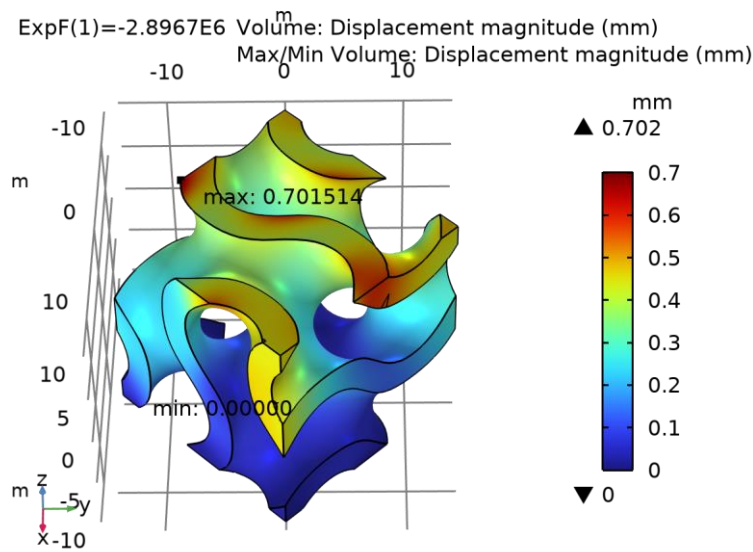 m
ExpF(1)=-2.8967E6 Volume: Displacement magnitude (mm)
Max/Min Volume: Displacement magnitude (mm)
-10 0 10
mm
-10
0.702
m
0.7
max: 0.701514
0
0.6
0.5
0.4
10
0.3
10
0.2
min: 0.00000
5
0.1
0
0
m
z
y
-5
0
x
-10